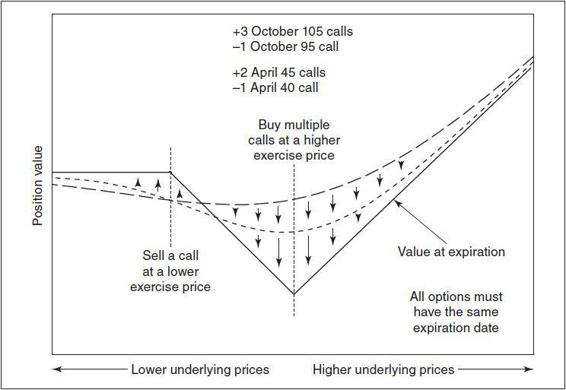 +3 October 105 calls
–1 October 95 call
+2 April 45 calls
–1 April 40 call
Buy multiple
calls at a higher
exercise price
Position value
Sell a call
at a lower
exercise price
Value at expiration
All options must
have the same
expiration date
Lower underlying prices
Higher underlying prices